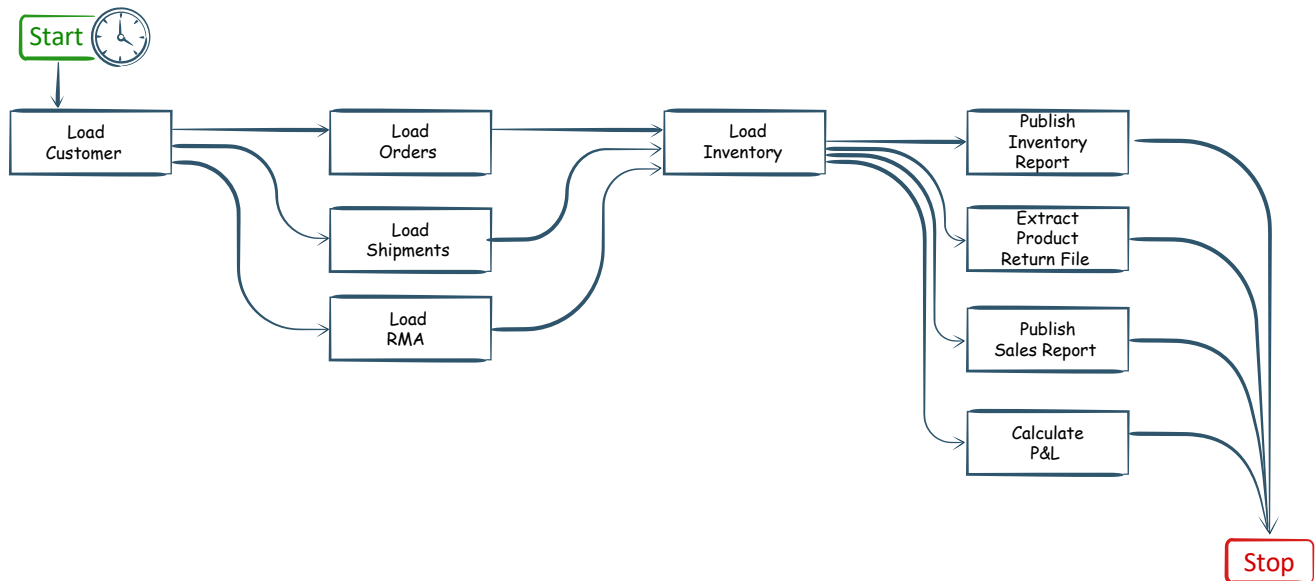 Start
Load
Customer
Load
Orders
Load
Inventory
Publish
Inventory
Report
Load
Shipments
Extract
Product
Return File
Load
RMA
Publish
Sales Report
Calculate
P&L
Stop